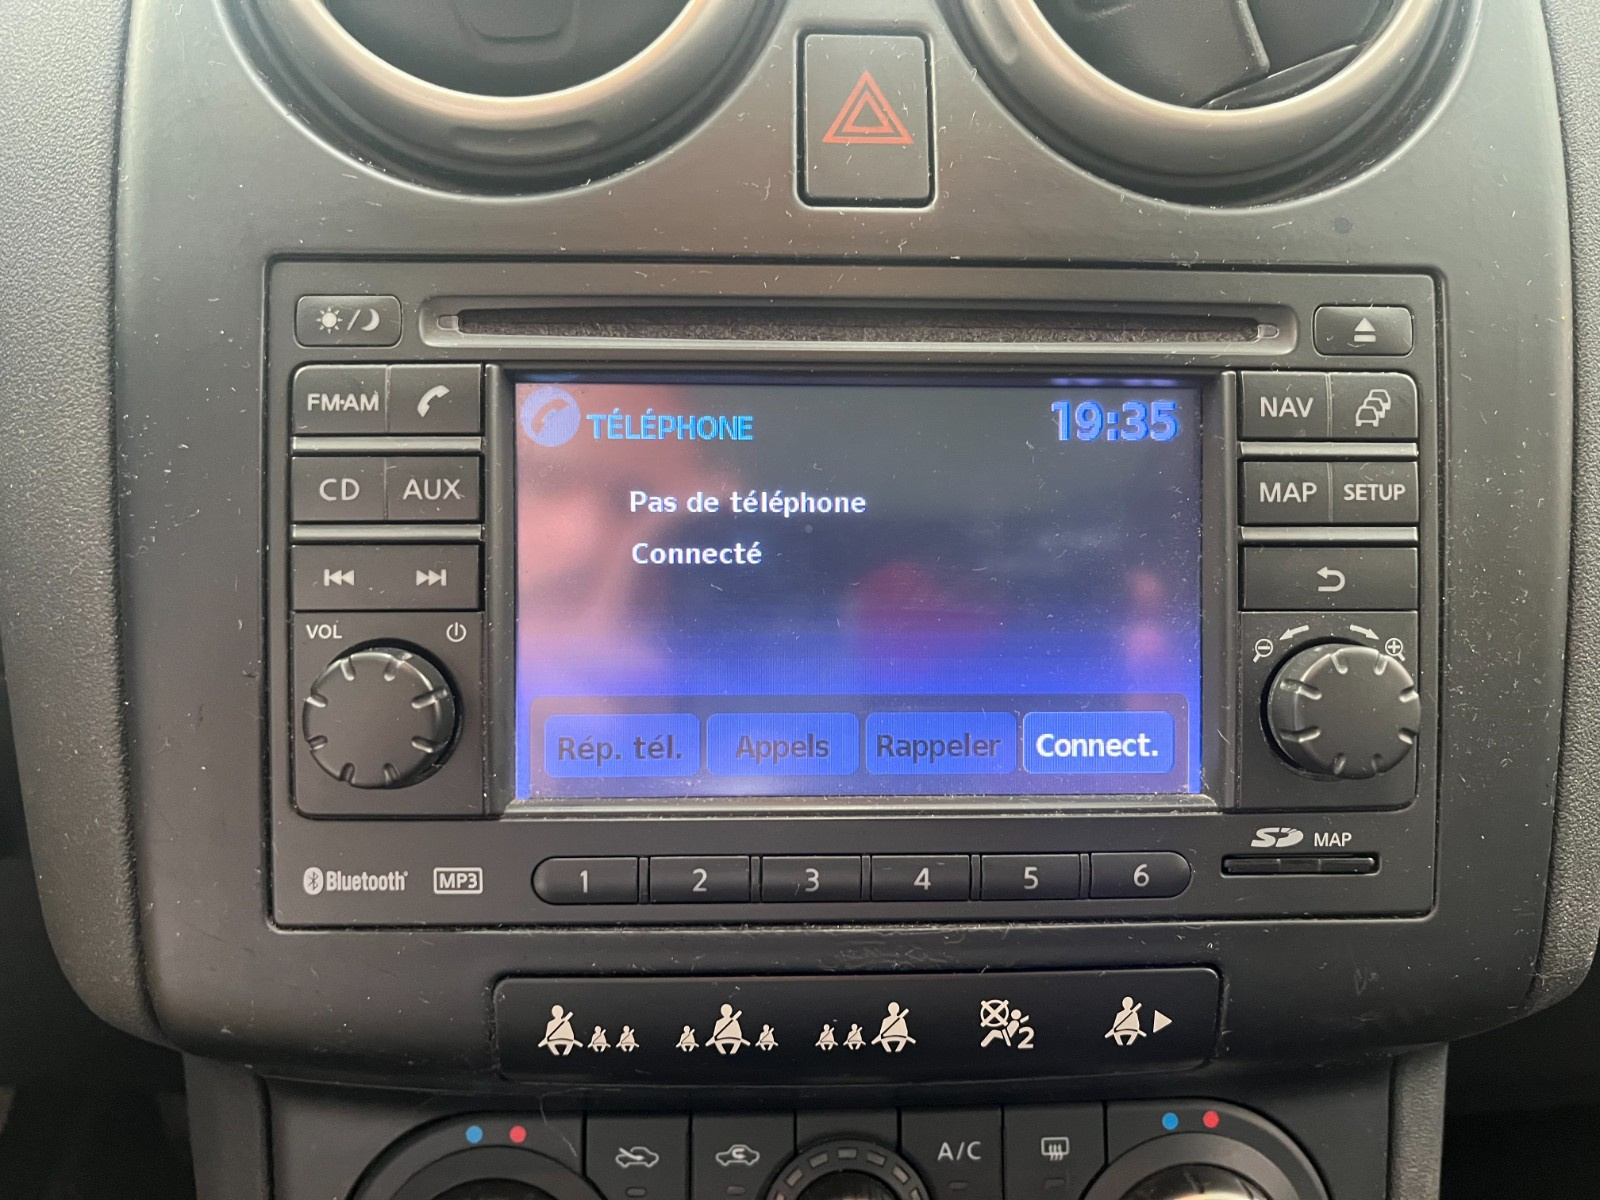 FM·AM
CD
AUX
VOL
TÉLÉPHONE
19:35
Pas de téléphone
Connecté
Rép. tél.
Appels
Rappeler
Connect.
NAV
MAP
SETUP
SD MAP
Bluetooth
MP3
1
2
3
4
5
6
2
A/C